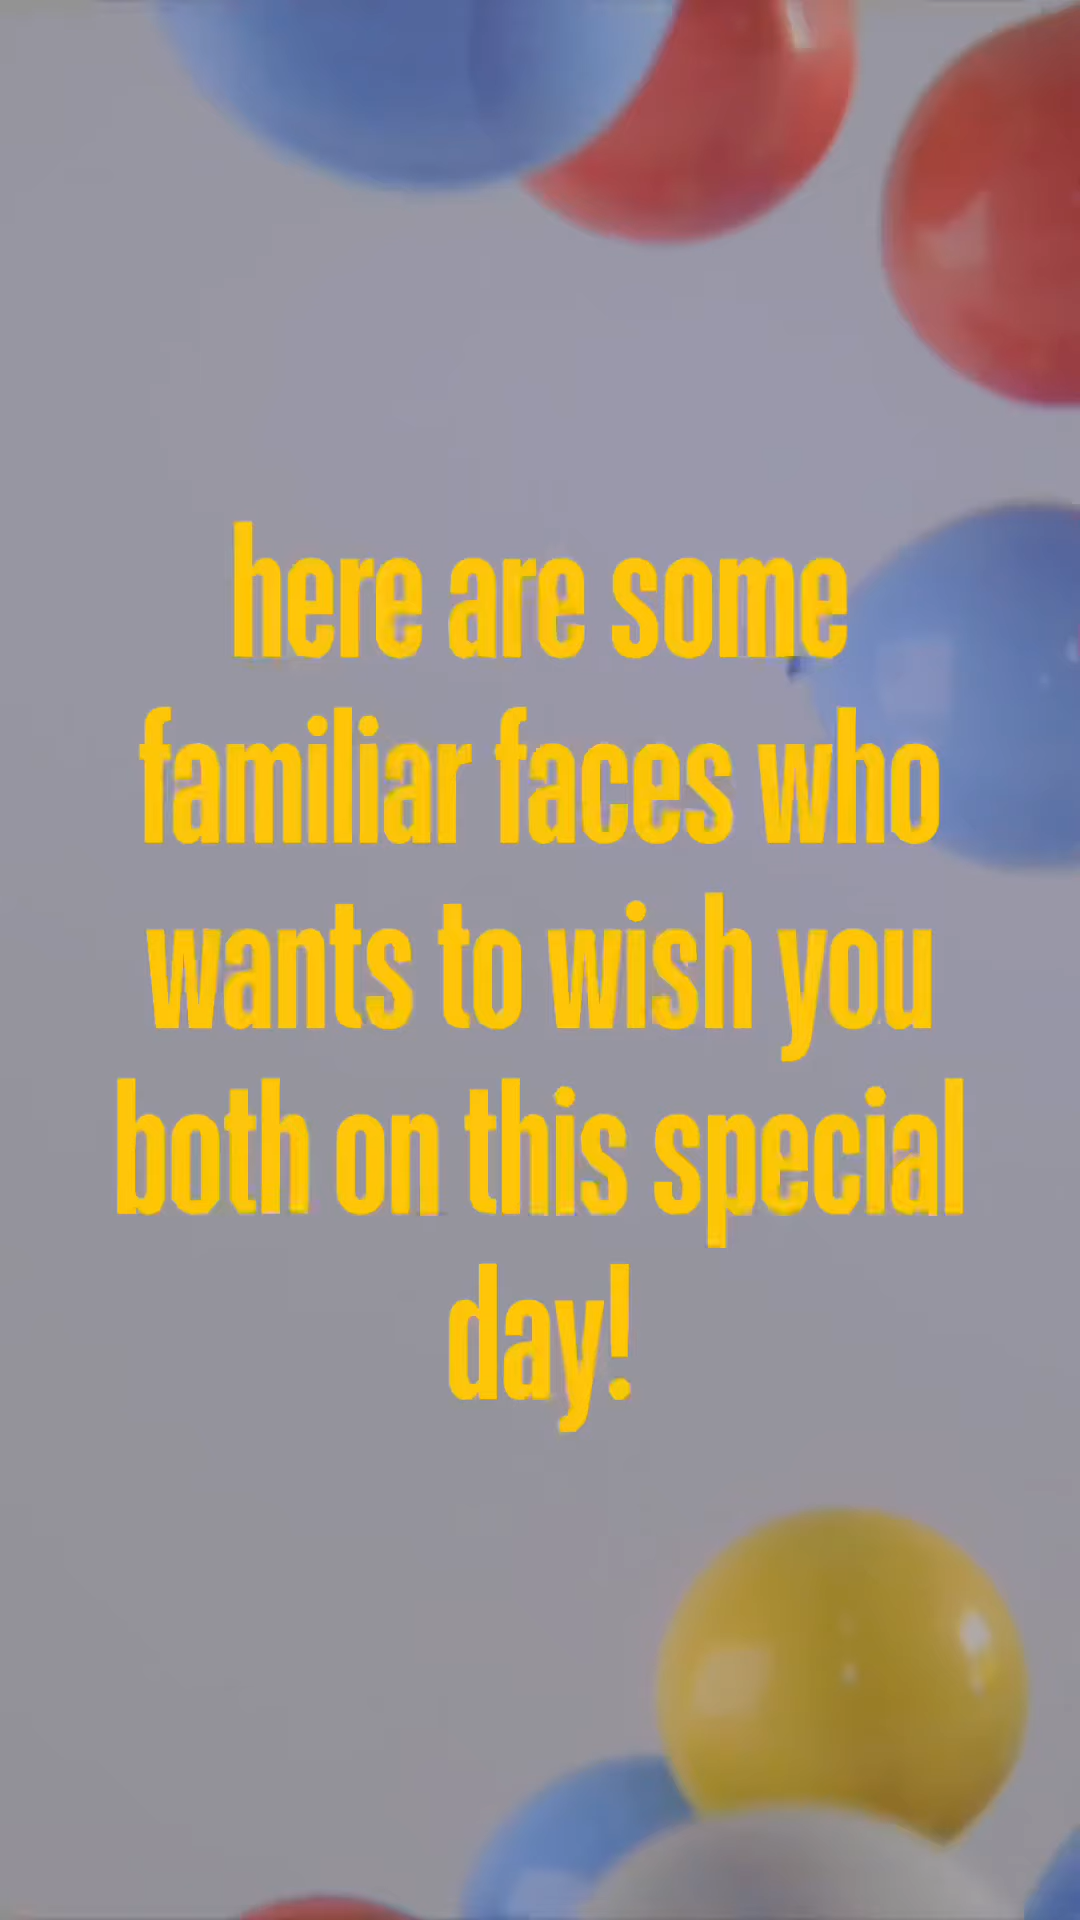 here are some
familiar faces who
wants to wish you
both on this special
day!